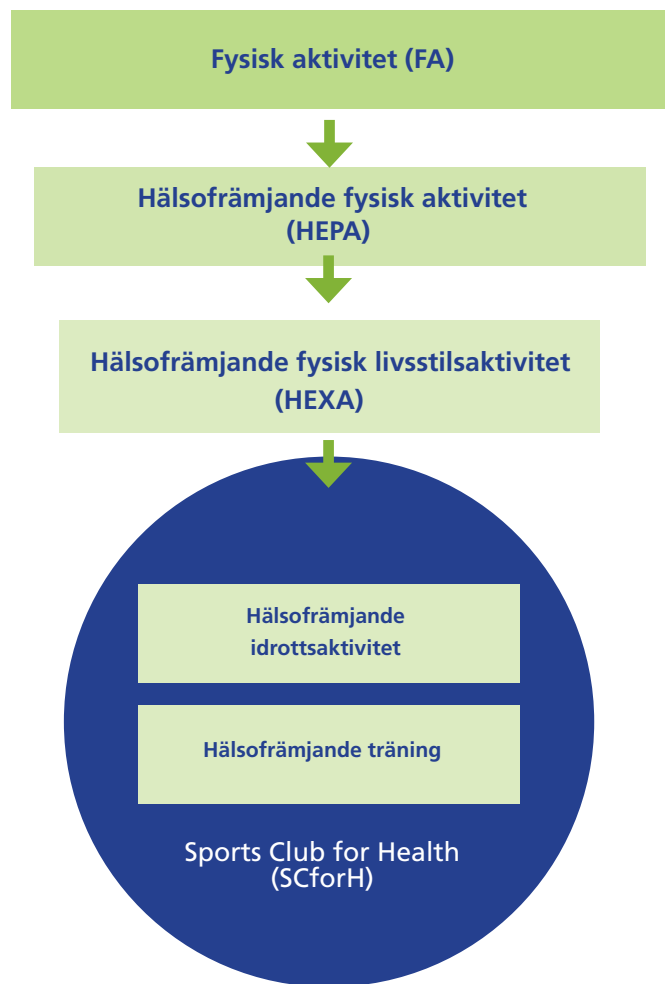 Fysisk aktivitet (FA)
Hälsofrämjande fysisk aktivitet
(HEPA)
Hälsofrämjande fysisk livsstilsaktivitet
(HEXA)
Hälsofrämjande
idrottsaktivitet
Hälsofrämjande träning
Sports Club for Health
(SCforH)